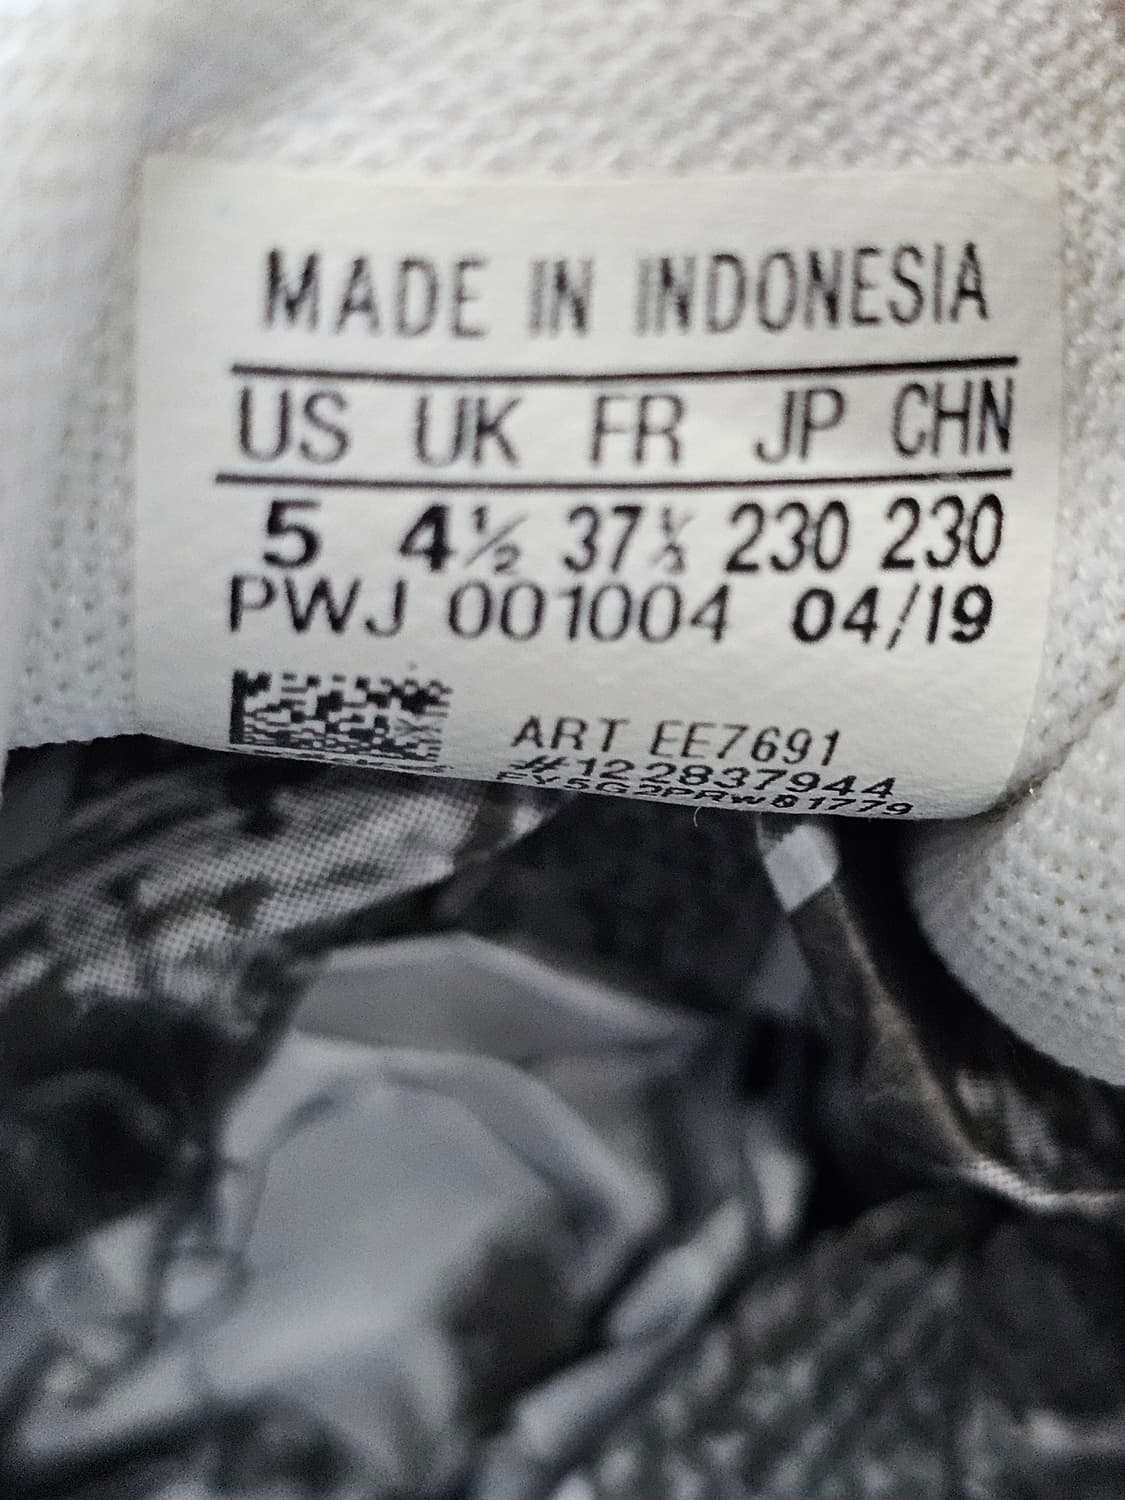 MADE IN INDONESIA
US UK FR JP CHN
5 4½ 37⅓ 230 230
PWJ 001004 04/19
ART EE7691
#122837944